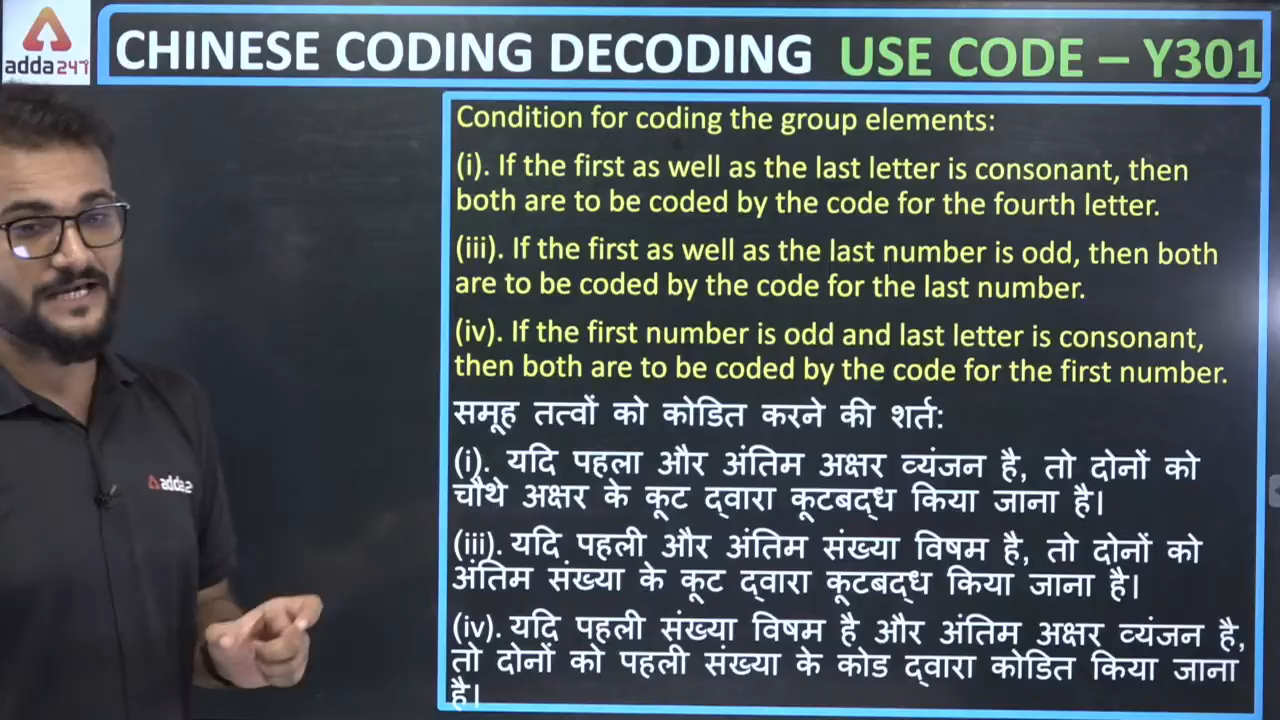 adda247
CHINESE CODING DECODING USE CODE – Y301
Condition for coding the group elements:
(i). If the first as well as the last letter is consonant, then
both are to be coded by the code for the fourth letter.
(iii). If the first as well as the last number is odd, then both
are to be coded by the code for the last number.
(iv). If the first number is odd and last letter is consonant,
then both are to be coded by the code for the first number.
समूह तत्वों को कोडित करने की शर्त:
(i). यदि पहला और अंतिम अक्षर व्यंजन है, तो दोनों को
चौथे अक्षर के कूट द्वारा कूटबद्ध किया जाना है।
(iii). यदि पहली और अंतिम संख्या विषम है, तो दोनों को
अंतिम संख्या के कूट द्वारा कूटबद्ध किया जाना है।
(iv). यदि पहली संख्या विषम है और अंतिम अक्षर व्यंजन है,
तो दोनों को पहली संख्या के कोड द्वारा कोडित किया जाना
है।
adda2